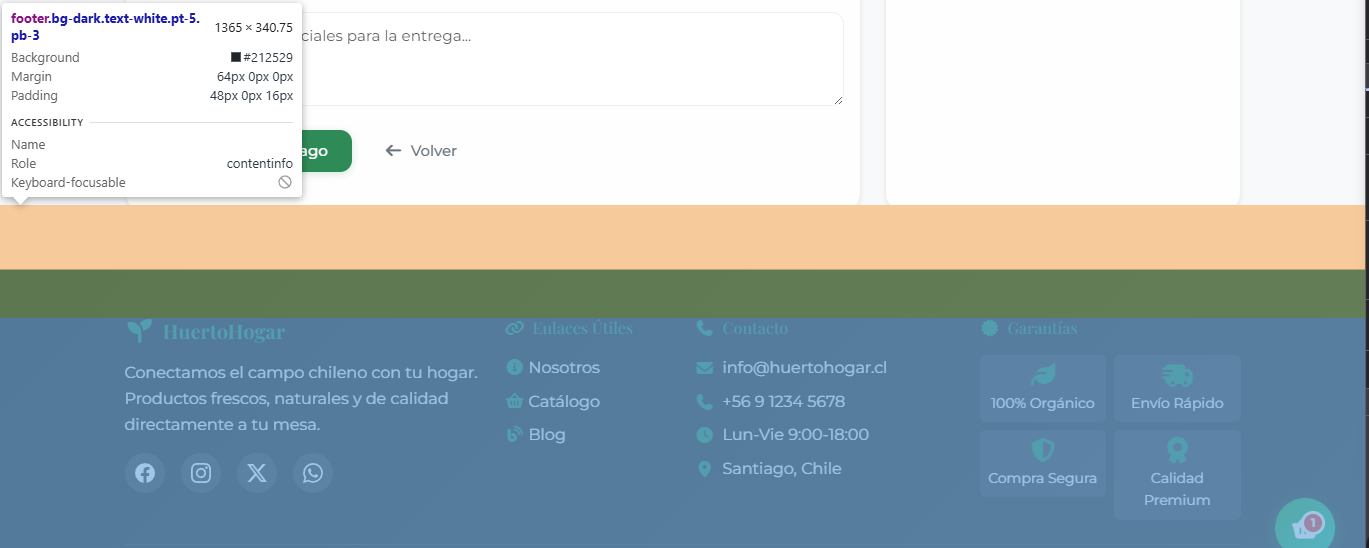 footer.bg-dark.text-white.pt-5.
pb-3
1365 × 340.75
Background
#212529
Margin
64px 0px 0px
Padding
48px 0px 16px
ACCESSIBILITY
Name
Role
contentinfo
Keyboard-focusable
ciales para la entrega...
ago
Volver
HuertoHogar
Conectamos el campo chileno con tu hogar.
Productos frescos, naturales y de calidad
directamente a tu mesa.
Enlaces Útiles
Nosotros
Catálogo
Blog
Contacto
info@huertohogar.cl
+56 9 1234 5678
Lun-Vie 9:00-18:00
Santiago, Chile
Garantías
100% Orgánico
Envío Rápido
Compra Segura
Calidad
Premium
1